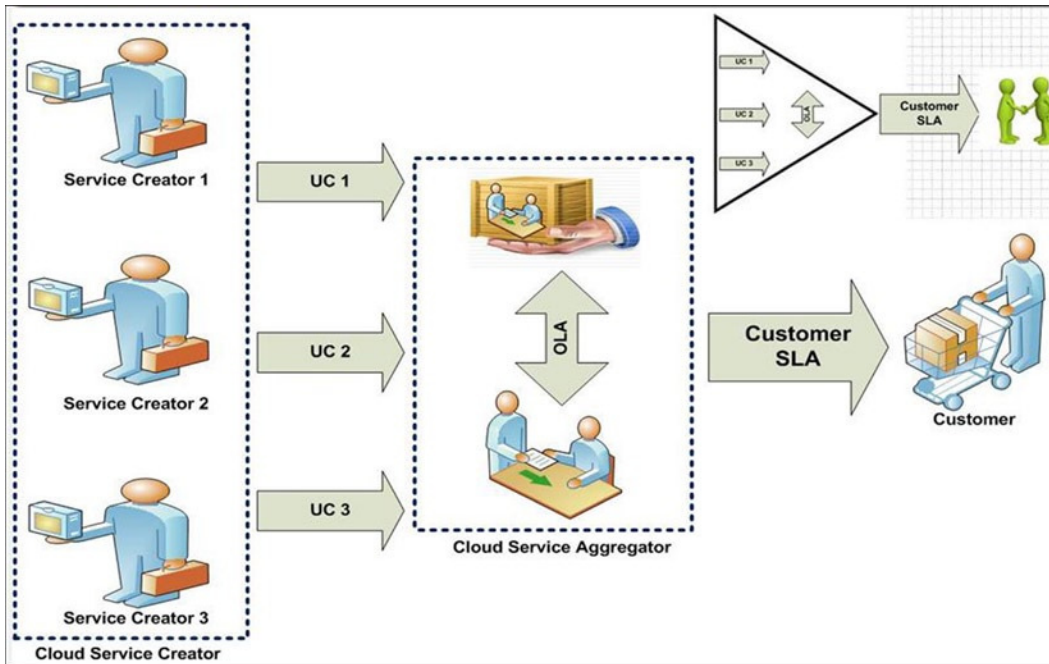 Service Creator 1
Service Creator 2
Service Creator 3
Cloud Service Creator
UC 1
UC 2
UC 3
OLA
Cloud Service Aggregator
Customer
SLA
Customer
UC 1
UC 2
UC 3
OLA
Customer
SLA